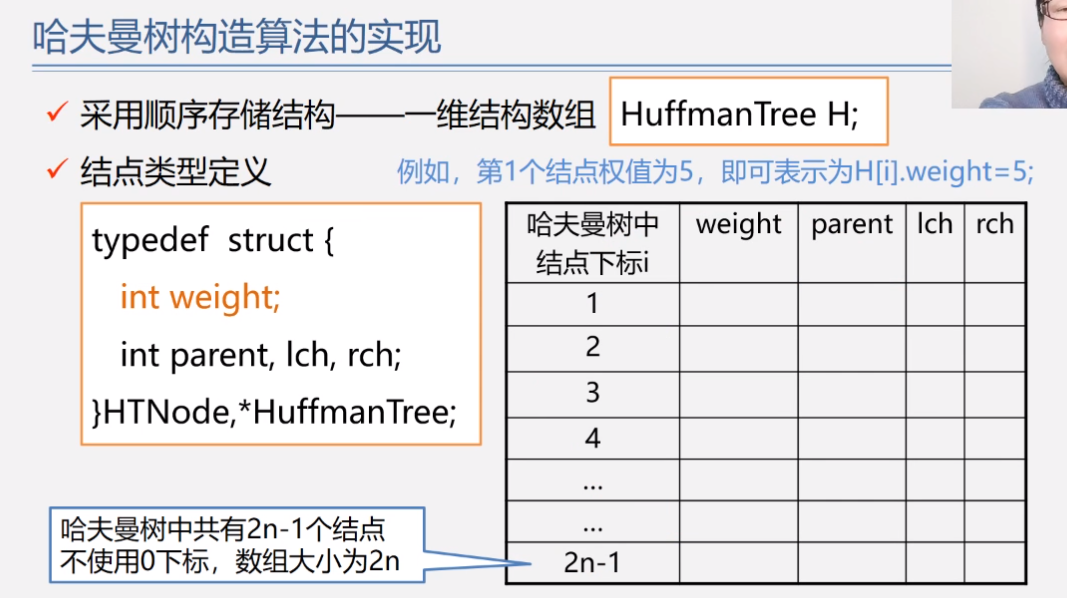 哈夫曼树构造算法的实现
✓ 采用顺序存储结构——一维结构数组 HuffmanTree H;
✓ 结点类型定义
例如，第1个结点权值为5，即可表示为H[i].weight=5;
typedef struct {
int weight;
int parent, lch, rch;
}HTNode,*HuffmanTree;
哈夫曼树中 weight parent lch rch
结点下标i
1
2
3
4
...
...
2n-1
哈夫曼树中共有2n-1个结点
不使用0下标，数组大小为2n